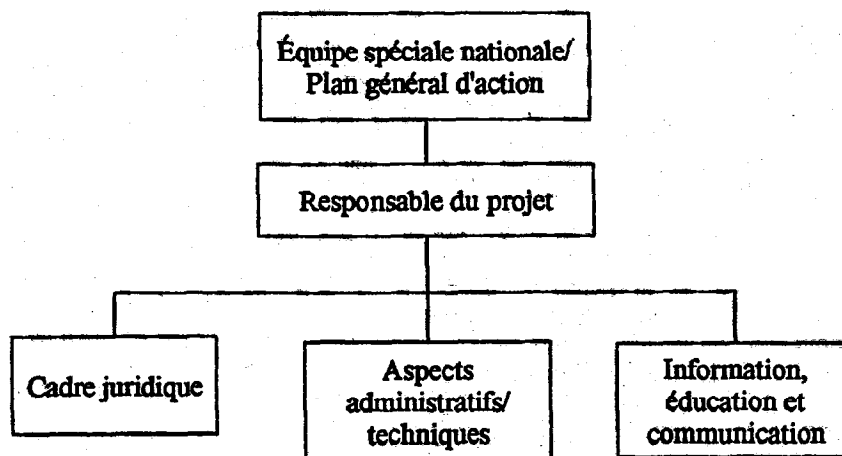 Équipe spéciale nationale/
Plan général d'action
Responsable du projet
Cadre juridique
Aspects
administratifs/
techniques
Information,
éducation et
communication